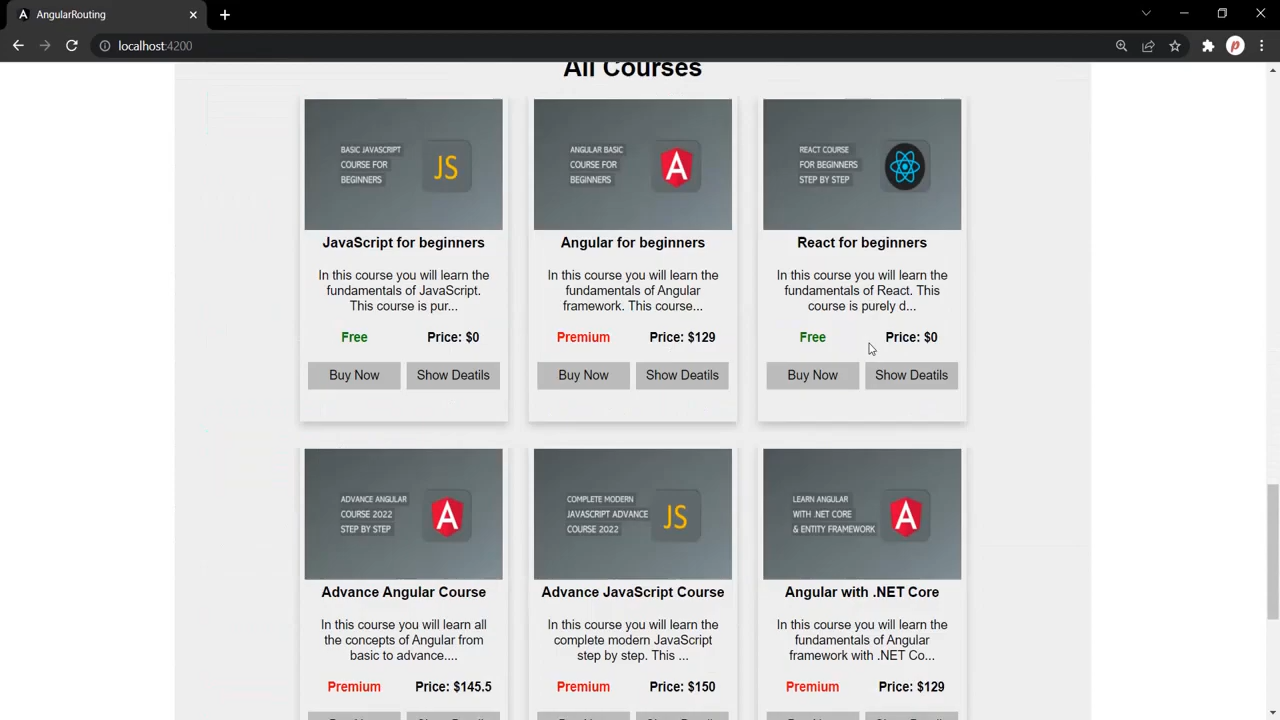 AngularRouting
localhost:4200
All Courses
BASIC JAVASCRIPT
COURSE FOR
BEGINNERS
JS
ANGULAR BASIC
COURSE FOR
BEGINNERS
A
REACT COURSE
FOR BEGINNERS
STEP BY STEP
JavaScript for beginners
Angular for beginners
React for beginners
In this course you will learn the
fundamentals of JavaScript.
This course is pur...
In this course you will learn the
fundamentals of Angular
framework. This course...
In this course you will learn the
fundamentals of React. This
course is purely d...
Free
Price: $0
Premium
Price: $129
Free
Price: $0
Buy Now
Show Deatils
Buy Now
Show Deatils
Buy Now
Show Deatils
ADVANCE ANGULAR
COURSE 2022
STEP BY STEP
A
COMPLETE MODERN
JAVASCRIPT ADVANCE
COURSE 2022
JS
LEARN ANGULAR
WITH .NET CORE
& ENTITY FRAMEWORK
A
Advance Angular Course
Advance JavaScript Course
Angular with .NET Core
In this course you will learn all
the concepts of Angular from
basic to advance....
In this course you will learn the
complete modern JavaScript
step by step. This ...
In this course you will learn the
fundamentals of Angular
framework with .NET Co...
Premium
Price: $145.5
Premium
Price: $150
Premium
Price: $129